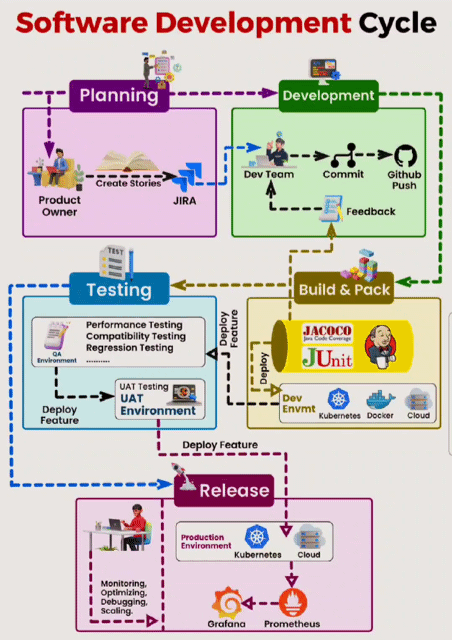 Software Development Cycle
Planning
Development
Create Stories
Product
Owner
JIRA
Dev Team
Commit
Github
Push
Feedback
Testing
TEST
Build & Pack
Performance Testing
Compatibility Testing
Regression Testing
..........
QA
Environment
Deploy
Feature
UAT Testing
UAT
Environment
Deploy
Feature
Deploy
JACOCO
Java Code Coverage
JUnit
Dev
Envmt
Kubernetes
Docker
Cloud
Deploy Feature
Release
Production
Environment
Kubernetes
Cloud
Monitoring,
Optimizing,
Debugging,
Scaling.
Grafana
Prometheus